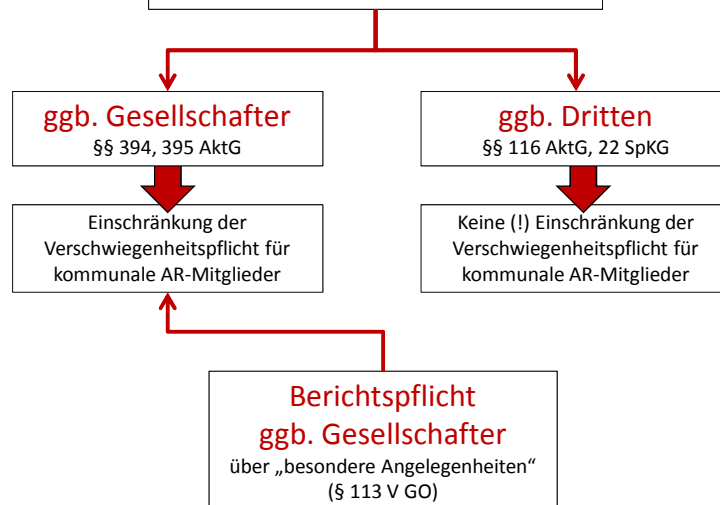 ggb. Gesellschafter
§§ 394, 395 AktG
ggb. Dritten
§§ 116 AktG, 22 SpKG
Einschränkung der
Verschwiegenheitspflicht für
kommunale AR-Mitglieder
Keine (!) Einschränkung der
Verschwiegenheitspflicht für
kommunale AR-Mitglieder
Berichtspflicht
ggb. Gesellschafter
über „besondere Angelegenheiten“
(§ 113 V GO)